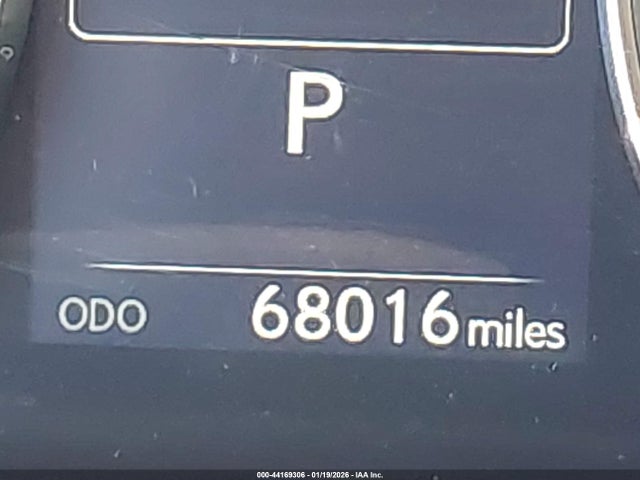 P
ODO 68016 miles
000-44169306 - 01/19/2026 - IAA Inc.